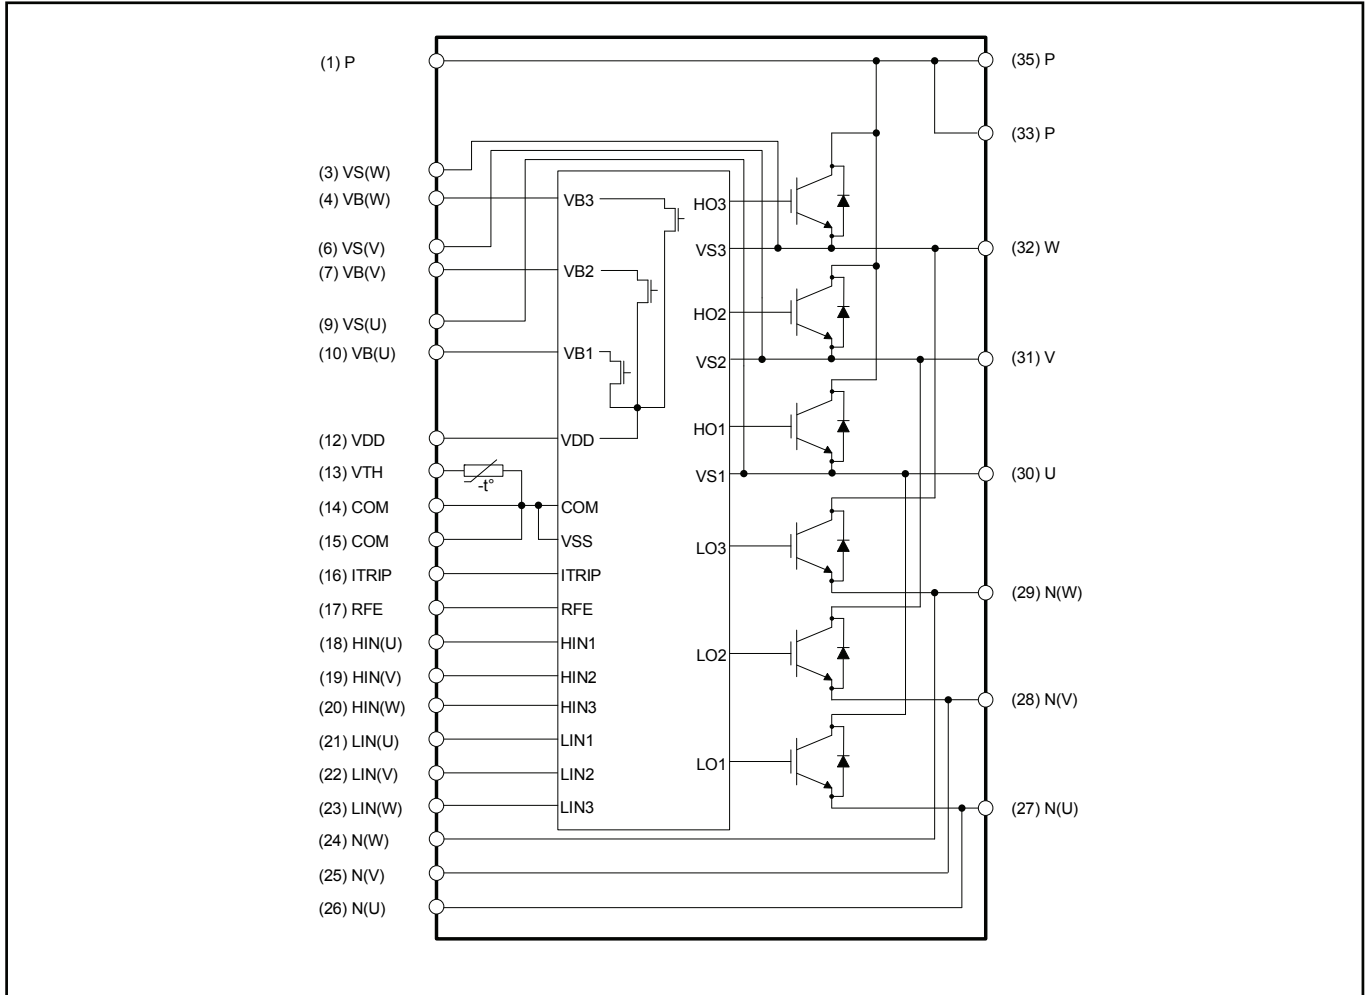 (1) P
(3) VS(W)
(4) VB(W)
(6) VS(V)
(7) VB(V)
(9) VS(U)
(10) VB(U)
(12) VDD
(13) VTH
(14) COM
(15) COM
(16) ITRIP
(17) RFE
(18) HIN(U)
(19) HIN(V)
(20) HIN(W)
(21) LIN(U)
(22) LIN(V)
(23) LIN(W)
(24) N(W)
(25) N(V)
(26) N(U)
-t°
VB3
VB2
VB1
VDD
COM
VSS
ITRIP
RFE
HIN1
HIN2
HIN3
LIN1
LIN2
LIN3
HO3
VS3
HO2
VS2
HO1
VS1
LO3
LO2
LO1
(35) P
(33) P
(32) W
(31) V
(30) U
(29) N(W)
(28) N(V)
(27) N(U)